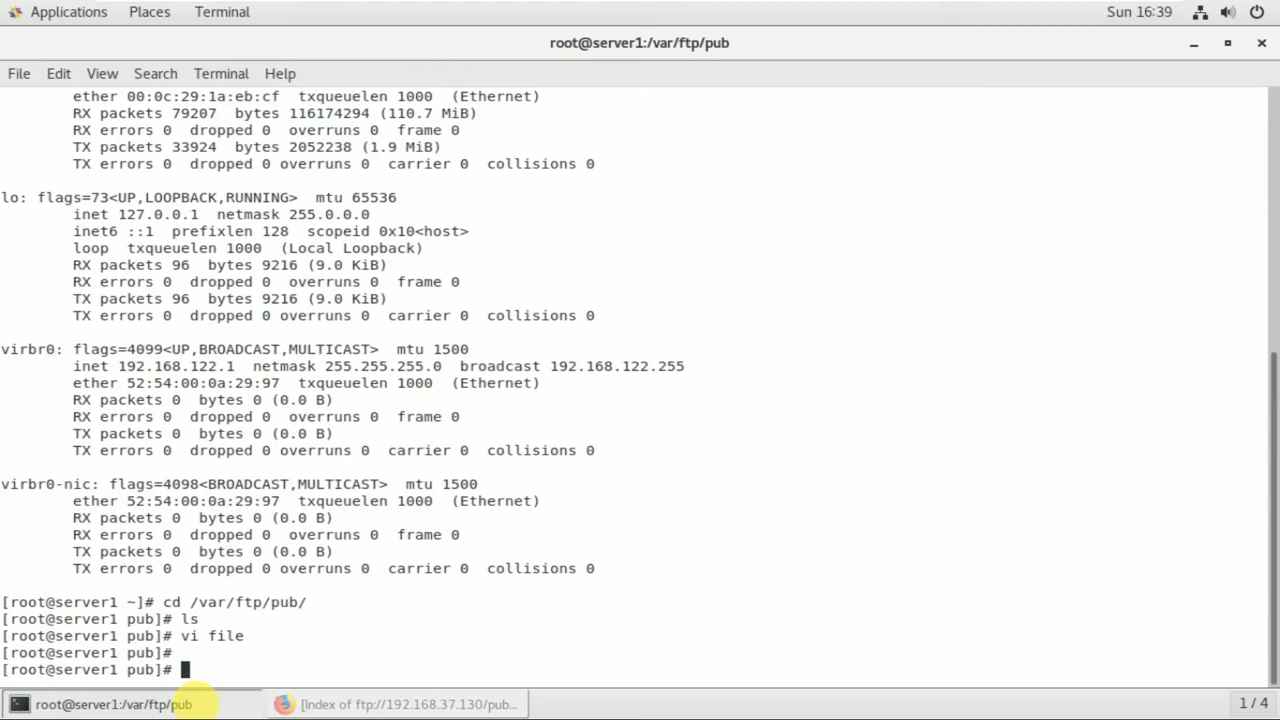 Applications Places Terminal Sun 16:39
root@server1:/var/ftp/pub
File Edit View Search Terminal Help
ether 00:0c:29:1a:eb:cf txqueuelen 1000 (Ethernet)
RX packets 79207 bytes 116174294 (110.7 MiB)
RX errors 0 dropped 0 overruns 0 frame 0
TX packets 33924 bytes 2052238 (1.9 MiB)
TX errors 0 dropped 0 overruns 0 carrier 0 collisions 0
lo: flags=73<UP,LOOPBACK,RUNNING> mtu 65536
inet 127.0.0.1 netmask 255.0.0.0
inet6 ::1 prefixlen 128 scopeid 0x10<host>
loop txqueuelen 1000 (Local Loopback)
RX packets 96 bytes 9216 (9.0 KiB)
RX errors 0 dropped 0 overruns 0 frame 0
TX packets 96 bytes 9216 (9.0 KiB)
TX errors 0 dropped 0 overruns 0 carrier 0 collisions 0
virbr0: flags=4099<UP,BROADCAST,MULTICAST> mtu 1500
inet 192.168.122.1 netmask 255.255.255.0 broadcast 192.168.122.255
ether 52:54:00:0a:29:97 txqueuelen 1000 (Ethernet)
RX packets 0 bytes 0 (0.0 B)
RX errors 0 dropped 0 overruns 0 frame 0
TX packets 0 bytes 0 (0.0 B)
TX errors 0 dropped 0 overruns 0 carrier 0 collisions 0
virbr0-nic: flags=4098<BROADCAST,MULTICAST> mtu 1500
ether 52:54:00:0a:29:97 txqueuelen 1000 (Ethernet)
RX packets 0 bytes 0 (0.0 B)
RX errors 0 dropped 0 overruns 0 frame 0
TX packets 0 bytes 0 (0.0 B)
TX errors 0 dropped 0 overruns 0 carrier 0 collisions 0
[root@server1 ~]# cd /var/ftp/pub/
[root@server1 pub]# ls
[root@server1 pub]# vi file
[root@server1 pub]#
[root@server1 pub]#
root@server1:/var/ftp/pub [Index of ftp://192.168.37.130/pub... 1 / 4